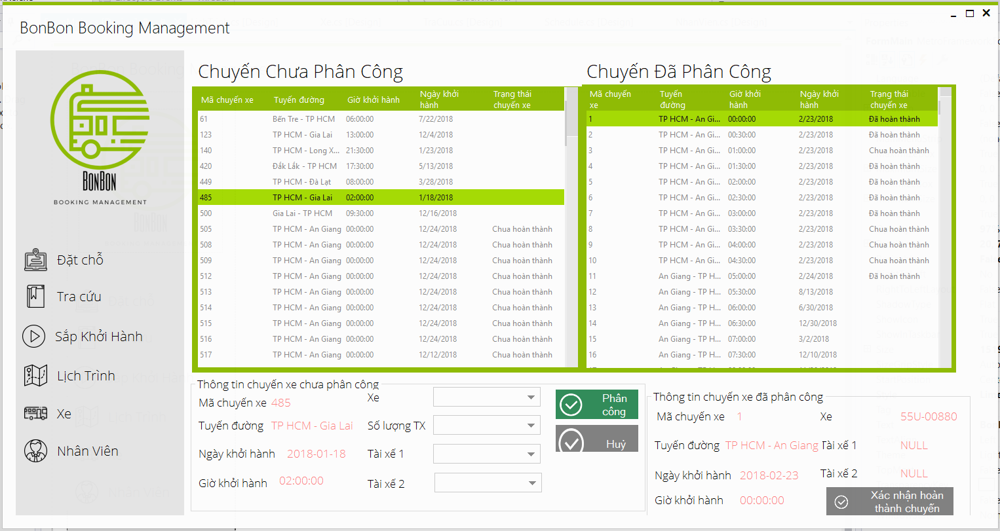 BonBon Booking Management
BONBON
BOOKING MANAGEMENT
Đặt chỗ
Tra cứu
Sắp Khởi Hành
Lịch Trình
Xe
Nhân Viên
Chuyến Chưa Phân Công
Mã chuyến xe Tuyến đường Giờ khởi hành Ngày khởi hành Trạng thái chuyến xe
61 Bến Tre - TP HCM 06:00:00 7/22/2018
123 TP HCM - Gia Lai 13:00:00 12/4/2018
140 TP HCM - Long X... 21:30:00 1/23/2018
420 Đắk Lắk - TP HCM 17:30:00 5/13/2018
449 TP HCM - Đà Lạt 08:00:00 3/28/2018
485 TP HCM - Gia Lai 02:00:00 1/18/2018
500 Gia Lai - TP HCM 09:30:00 12/16/2018
505 TP HCM - An Giang 00:00:00 12/24/2018 Chua hoàn thành
508 TP HCM - An Giang 00:00:00 12/24/2018 Chua hoàn thành
509 TP HCM - An Giang 00:00:00 12/24/2018 Chua hoàn thành
512 TP HCM - An Giang 00:00:00 12/24/2018 Chua hoàn thành
513 TP HCM - An Giang 00:00:00 12/24/2018 Chua hoàn thành
514 TP HCM - An Giang 00:00:00 12/24/2018 Chua hoàn thành
515 TP HCM - An Giang 00:00:00 12/24/2018 Chua hoàn thành
516 TP HCM - An Giang 00:00:00 12/24/2018 Chua hoàn thành
517 TP HCM - An Giang 00:00:00 12/12/2018 Chua hoàn thành
Chuyến Đã Phân Công
Mã chuyến xe Tuyến đường Giờ khởi hành Ngày khởi hành Trạng thái chuyến xe
1 TP HCM - An Gi... 00:00:00 2/23/2018 Đã hoàn thành
2 TP HCM - An Gi... 00:30:00 2/23/2018 Đã hoàn thành
3 TP HCM - An Gi... 01:00:00 2/23/2018 Chua hoàn thành
4 TP HCM - An Gi... 01:30:00 2/23/2018 Đã hoàn thành
5 TP HCM - An Gi... 02:00:00 2/23/2018 Đã hoàn thành
6 TP HCM - An Gi... 02:30:00 2/23/2018 Đã hoàn thành
7 TP HCM - An Gi... 03:00:00 2/23/2018 Đã hoàn thành
8 TP HCM - An Gi... 03:30:00 2/23/2018 Chua hoàn thành
9 TP HCM - An Gi... 04:00:00 2/23/2018 Chua hoàn thành
10 TP HCM - An Gi... 04:30:00 2/23/2018 Chua hoàn thành
11 An Giang - TP H... 05:00:00 2/24/2018 Đã hoàn thành
12 An Giang - TP H... 05:30:00 8/13/2018
13 An Giang - TP H... 06:00:00 6/30/2018
14 An Giang - TP H... 06:30:00 12/30/2018
15 An Giang - TP H... 07:00:00 3/2/2018
16 An Giang - TP H... 07:30:00 12/10/2018
Thông tin chuyến xe chưa phân công
Mã chuyến xe 485 Xe
Tuyến đường TP HCM - Gia Lai Số lượng TX
Ngày khởi hành 2018-01-18 Tài xế 1
Giờ khởi hành 02:00:00 Tài xế 2
Phân công
Huỷ
Thông tin chuyến xe đã phân công
Mã chuyến xe 1 Xe 55U-00880
Tuyến đường TP HCM - An Giang Tài xế 1 NULL
Ngày khởi hành 2018-02-23 Tài xế 2 NULL
Giờ khởi hành 00:00:00
Xác nhận hoàn thành chuyến